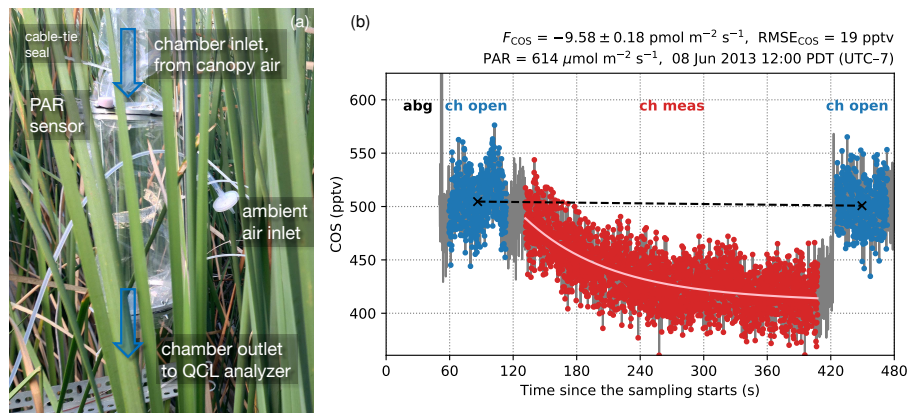 (a)
cable-tie
seal
chamber inlet,
from canopy air
PAR
sensor
ambient
air inlet
chamber outlet
to QCL analyzer
(b)
F_COS = −9.58 ± 0.18 pmol m⁻² s⁻¹, RMSE_COS = 19 pptv
PAR = 614 μmol m⁻² s⁻¹, 08 Jun 2013 12:00 PDT (UTC−7)
abg
ch open
ch meas
ch open
COS (pptv)
600
550
500
450
400
0
60
120
180
240
300
360
420
480
Time since the sampling starts (s)